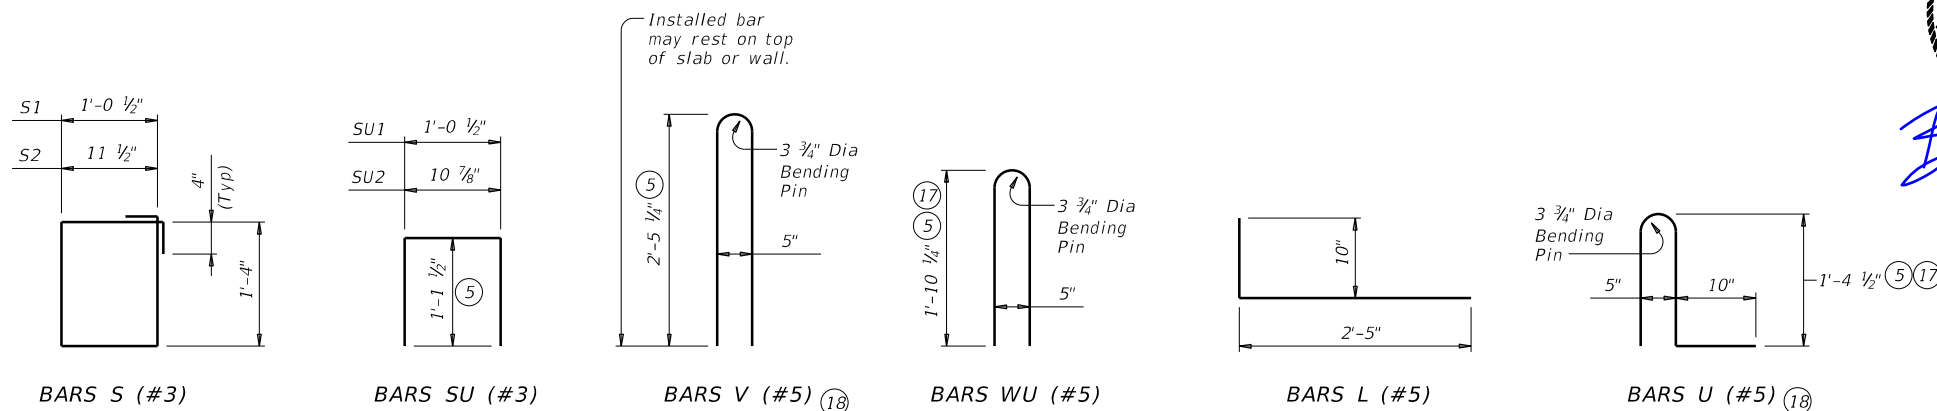 S1 1'-0 ½"
S2 11 ½"
4"
(Typ)
1'-4"
BARS S (#3)
SU1 1'-0 ½"
SU2 10 ⅞"
1'-1 ½" 5
BARS SU (#3)
Installed bar
may rest on top
of slab or wall.
2'-5 ¼" 5
3 ¾" Dia
Bending
Pin
5"
BARS V (#5) 18
17
5
1'-10 ¼"
3 ¾" Dia
Bending
Pin
5"
BARS WU (#5)
10"
2'-5"
BARS L (#5)
3 ¾" Dia
Bending
Pin
5" 10"
1'-4 ½" 5 17
BARS U (#5) 18